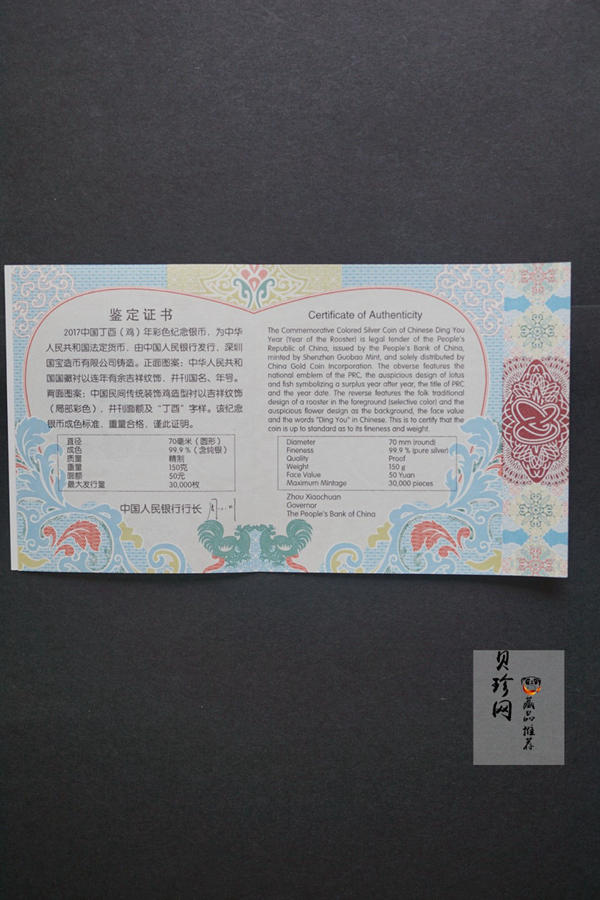 鉴定证书
2017中国丁酉（鸡）年彩色纪念银币，为中华
人民共和国法定货币，由中国人民银行发行，深圳
国宝造币有限公司铸造。正面图案：中华人民共和
国国徽衬以连年有余吉祥纹饰，并刊国名、年号。
背面图案：中国民间传统装饰鸡造型衬以吉祥纹饰
（局部彩色），并刊面额及“丁酉”字样。该纪念
银币成色标准，重量合格，谨此证明。
直径 70毫米（圆形）
成色 99.9％（含纯银）
质量 精制
重量 150克
面额 50元
最大发行量 30,000枚
中国人民银行行长
Certificate of Authenticity
The Commemorative Colored Silver Coin of Chinese Ding You
Year (Year of the Rooster) is legal tender of the People's
Republic of China, issued by the People's Bank of China,
minted by Shenzhen Guobao Mint, and solely distributed by
China Gold Coin Incorporation. The obverse features the
national emblem of the PRC, the auspicious design of lotus
and fish symbolizing a surplus year after year, the title of PRC
and the year date. The reverse features the folk traditional
design of a rooster in the foreground (selective color) and the
auspicious flower design as the background, the face value
and the words "Ding You" in Chinese. This is to certify that the
coin is up to standard as to its fineness and weight.
Diameter 70 mm (round)
Fineness 99.9 % (pure silver)
Quality Proof
Weight 150 g
Face Value 50 Yuan
Maximum Mintage 30,000 pieces
Zhou Xiaochuan
Governor
The People's Bank of China
贝珍网
藏品推荐